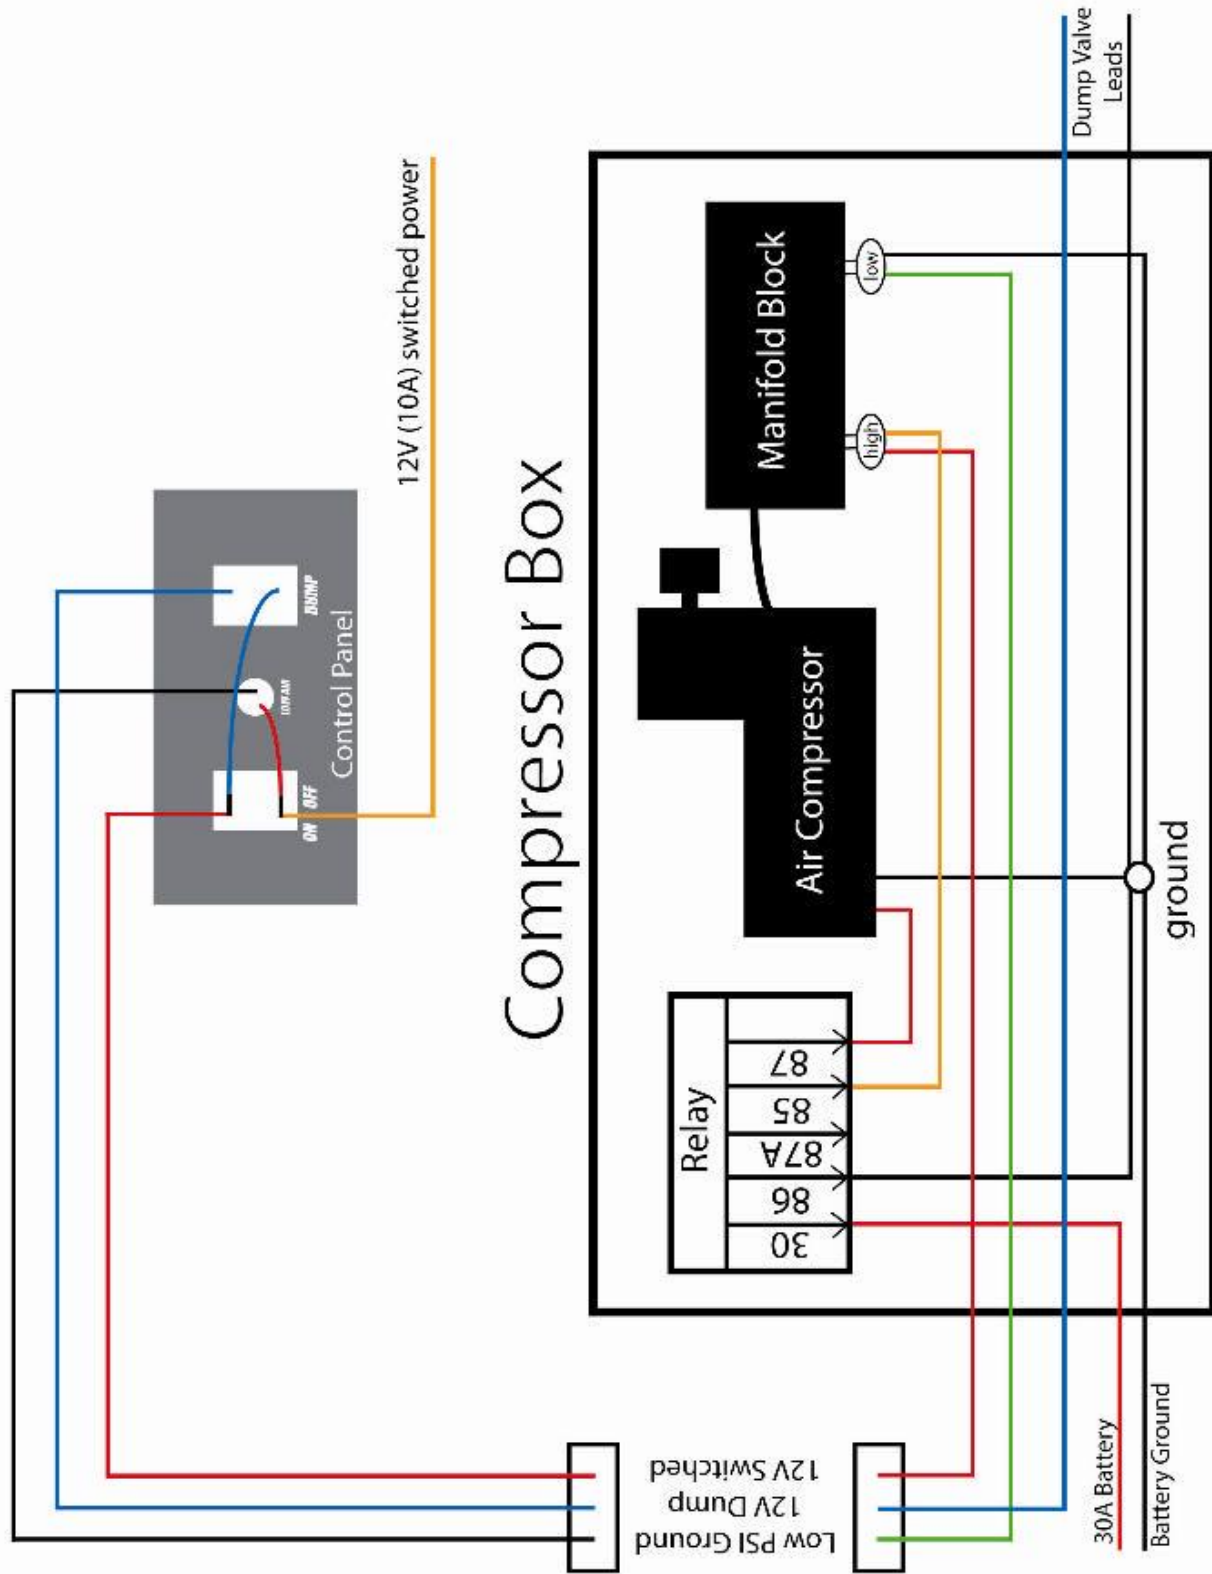 12V (10A) switched power
ON
OFF
DUMP
LOW AIR
Control Panel
Compressor Box
Relay
30
86
87A
85
87
Air Compressor
Manifold Block
high
low
ground
Low PSI Ground
12V Dump
12V Switched
30A Battery
Battery Ground
Dump Valve
Leads